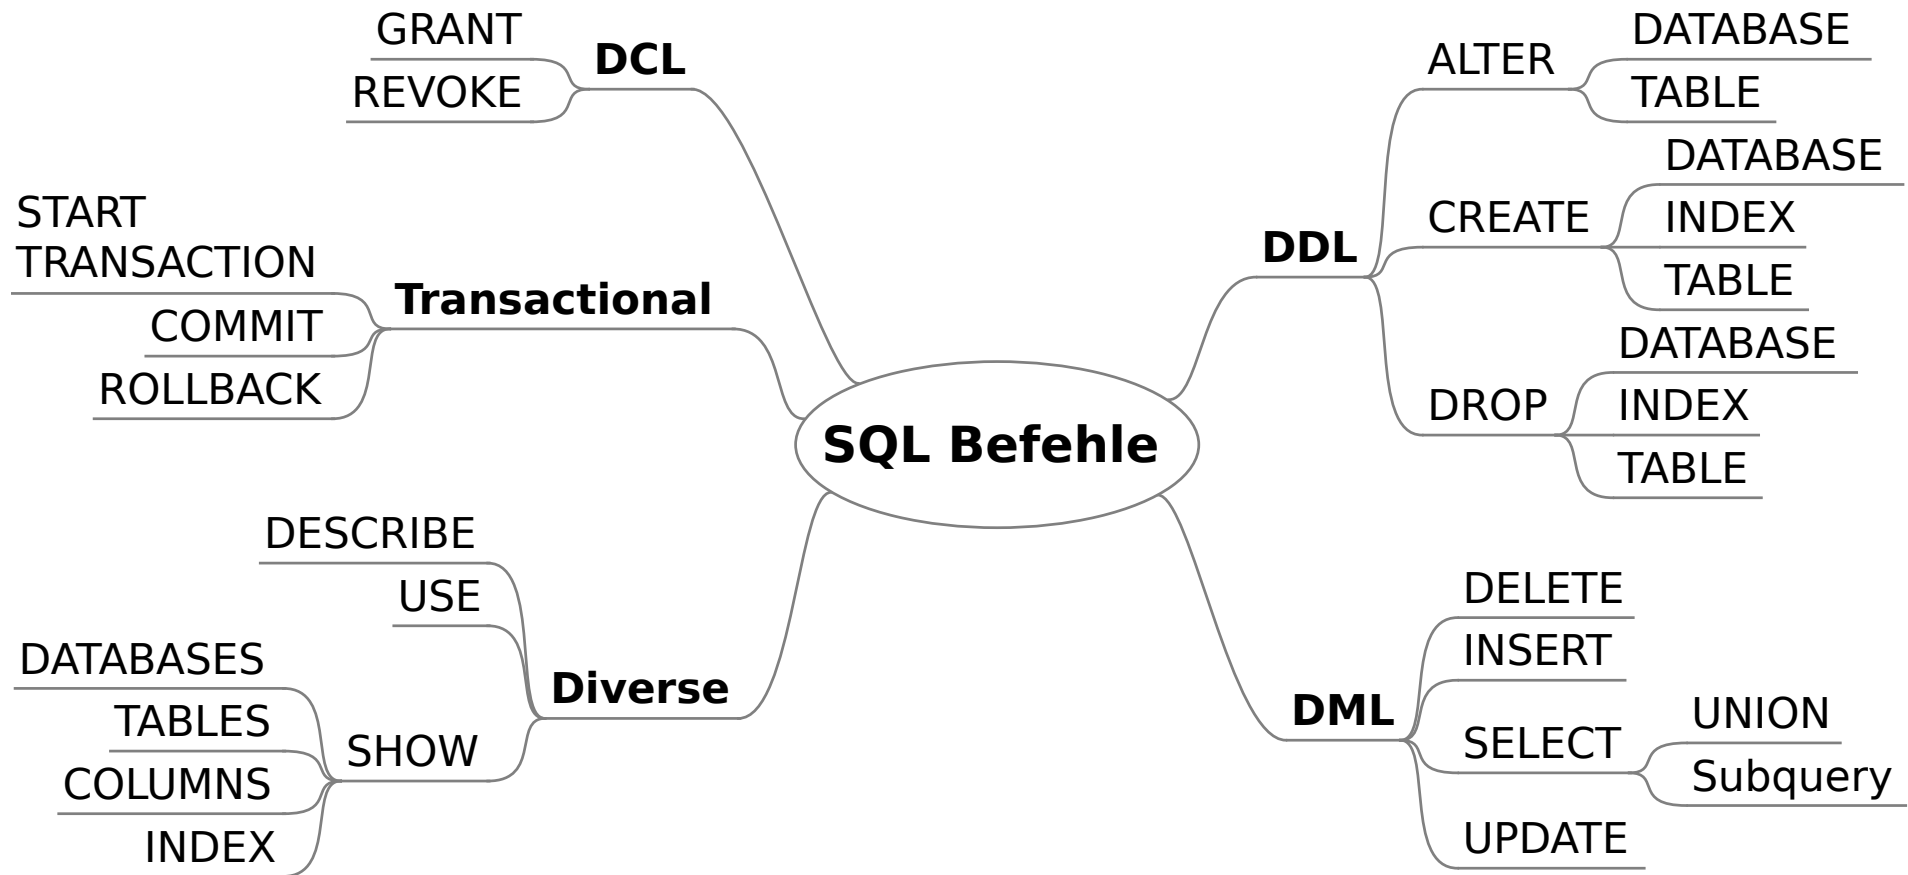 SQL Befehle
DCL
GRANT
REVOKE
Transactional
START
TRANSACTION
COMMIT
ROLLBACK
Diverse
DESCRIBE
USE
SHOW
DATABASES
TABLES
COLUMNS
INDEX
DDL
ALTER
DATABASE
TABLE
CREATE
DATABASE
INDEX
TABLE
DROP
DATABASE
INDEX
TABLE
DML
DELETE
INSERT
SELECT
UNION
Subquery
UPDATE